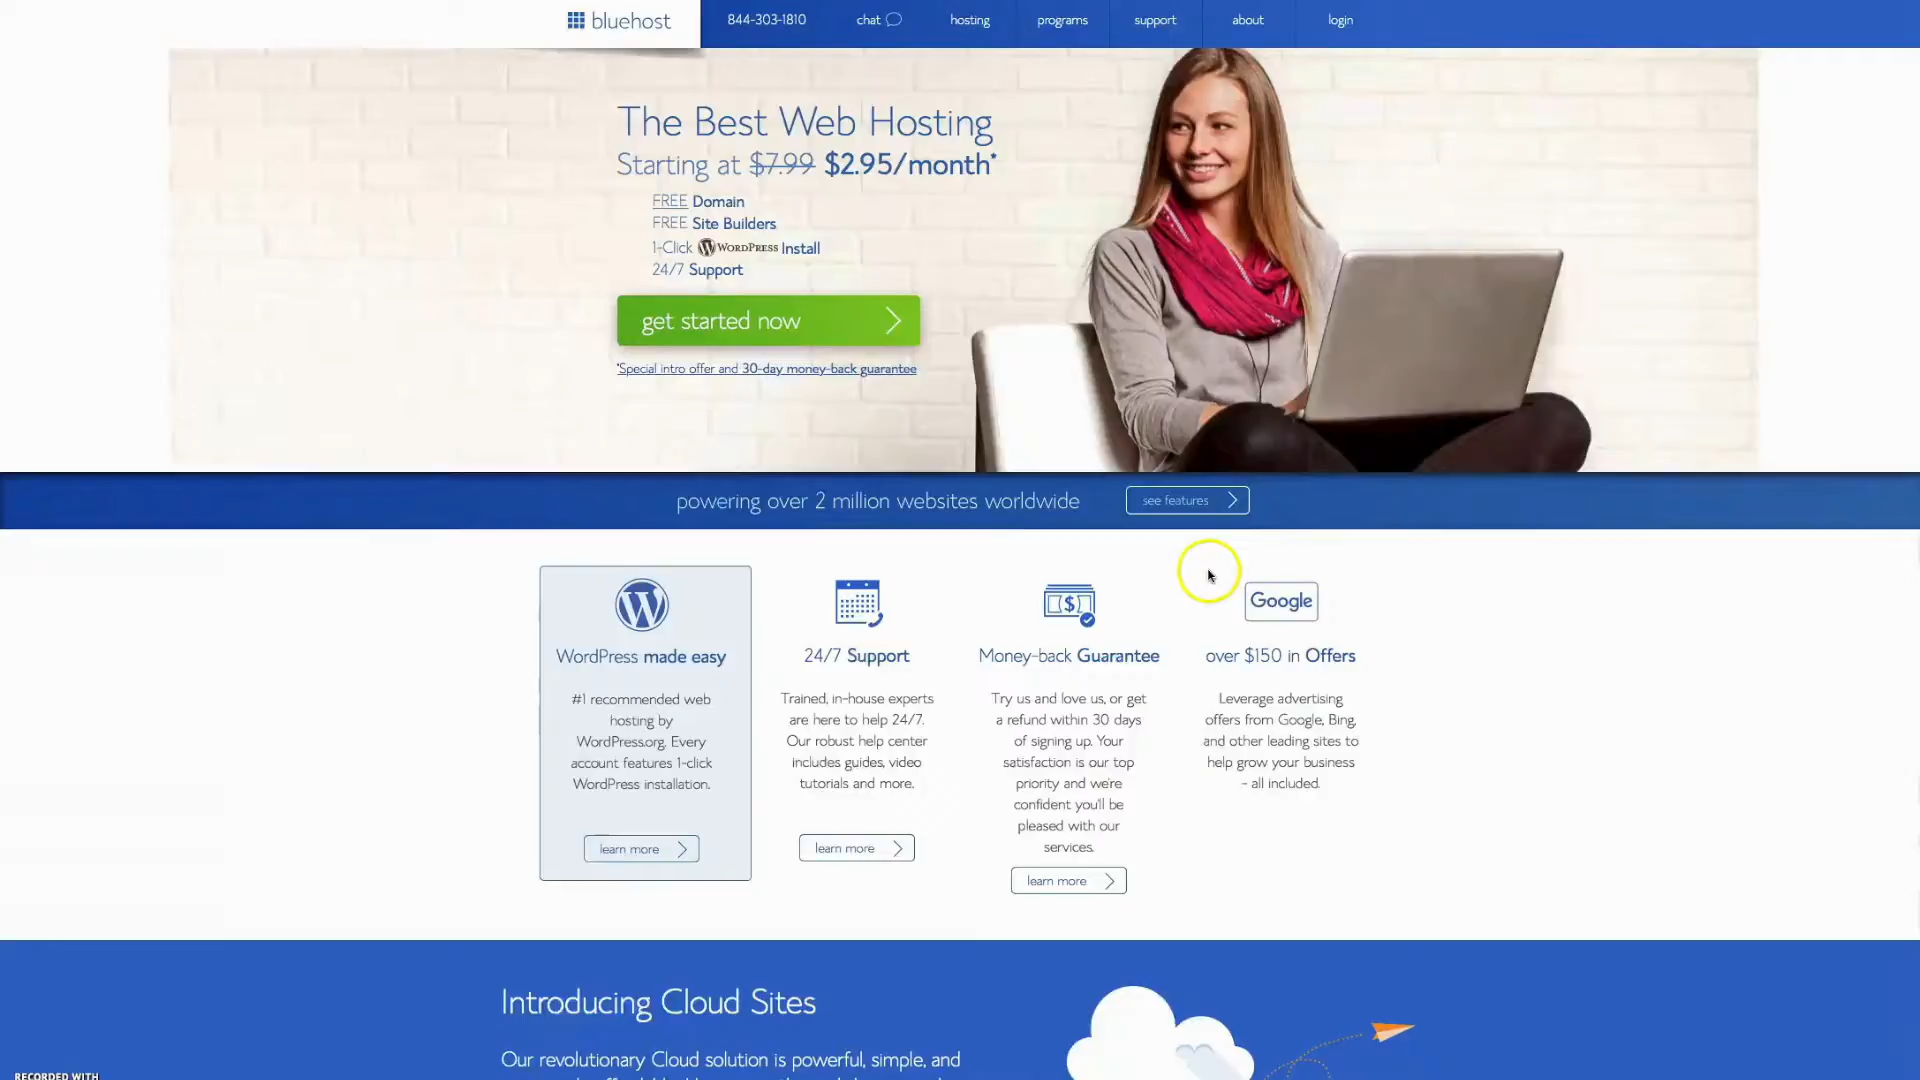 bluehost
844-303-1810
chat
hosting
programs
support
about
login
The Best Web Hosting
Starting at $7.99 $2.95/month*
FREE Domain
FREE Site Builders
1-Click WORDPRESS Install
24/7 Support
get started now
*Special intro offer and 30-day money-back guarantee
powering over 2 million websites worldwide
see features
WordPress made easy
#1 recommended web
hosting by
WordPress.org. Every
account features 1-click
WordPress installation.
learn more
24/7 Support
Trained, in-house experts
are here to help 24/7.
Our robust help center
includes guides, video
tutorials and more.
learn more
Money-back Guarantee
Try us and love us, or get
a refund within 30 days
of signing up. Your
satisfaction is our top
priority and we're
confident you'll be
pleased with our
services.
learn more
Google
over $150 in Offers
Leverage advertising
offers from Google, Bing,
and other leading sites to
help grow your business
- all included.
Introducing Cloud Sites
Our revolutionary Cloud solution is powerful, simple, and
RECORDED WITH